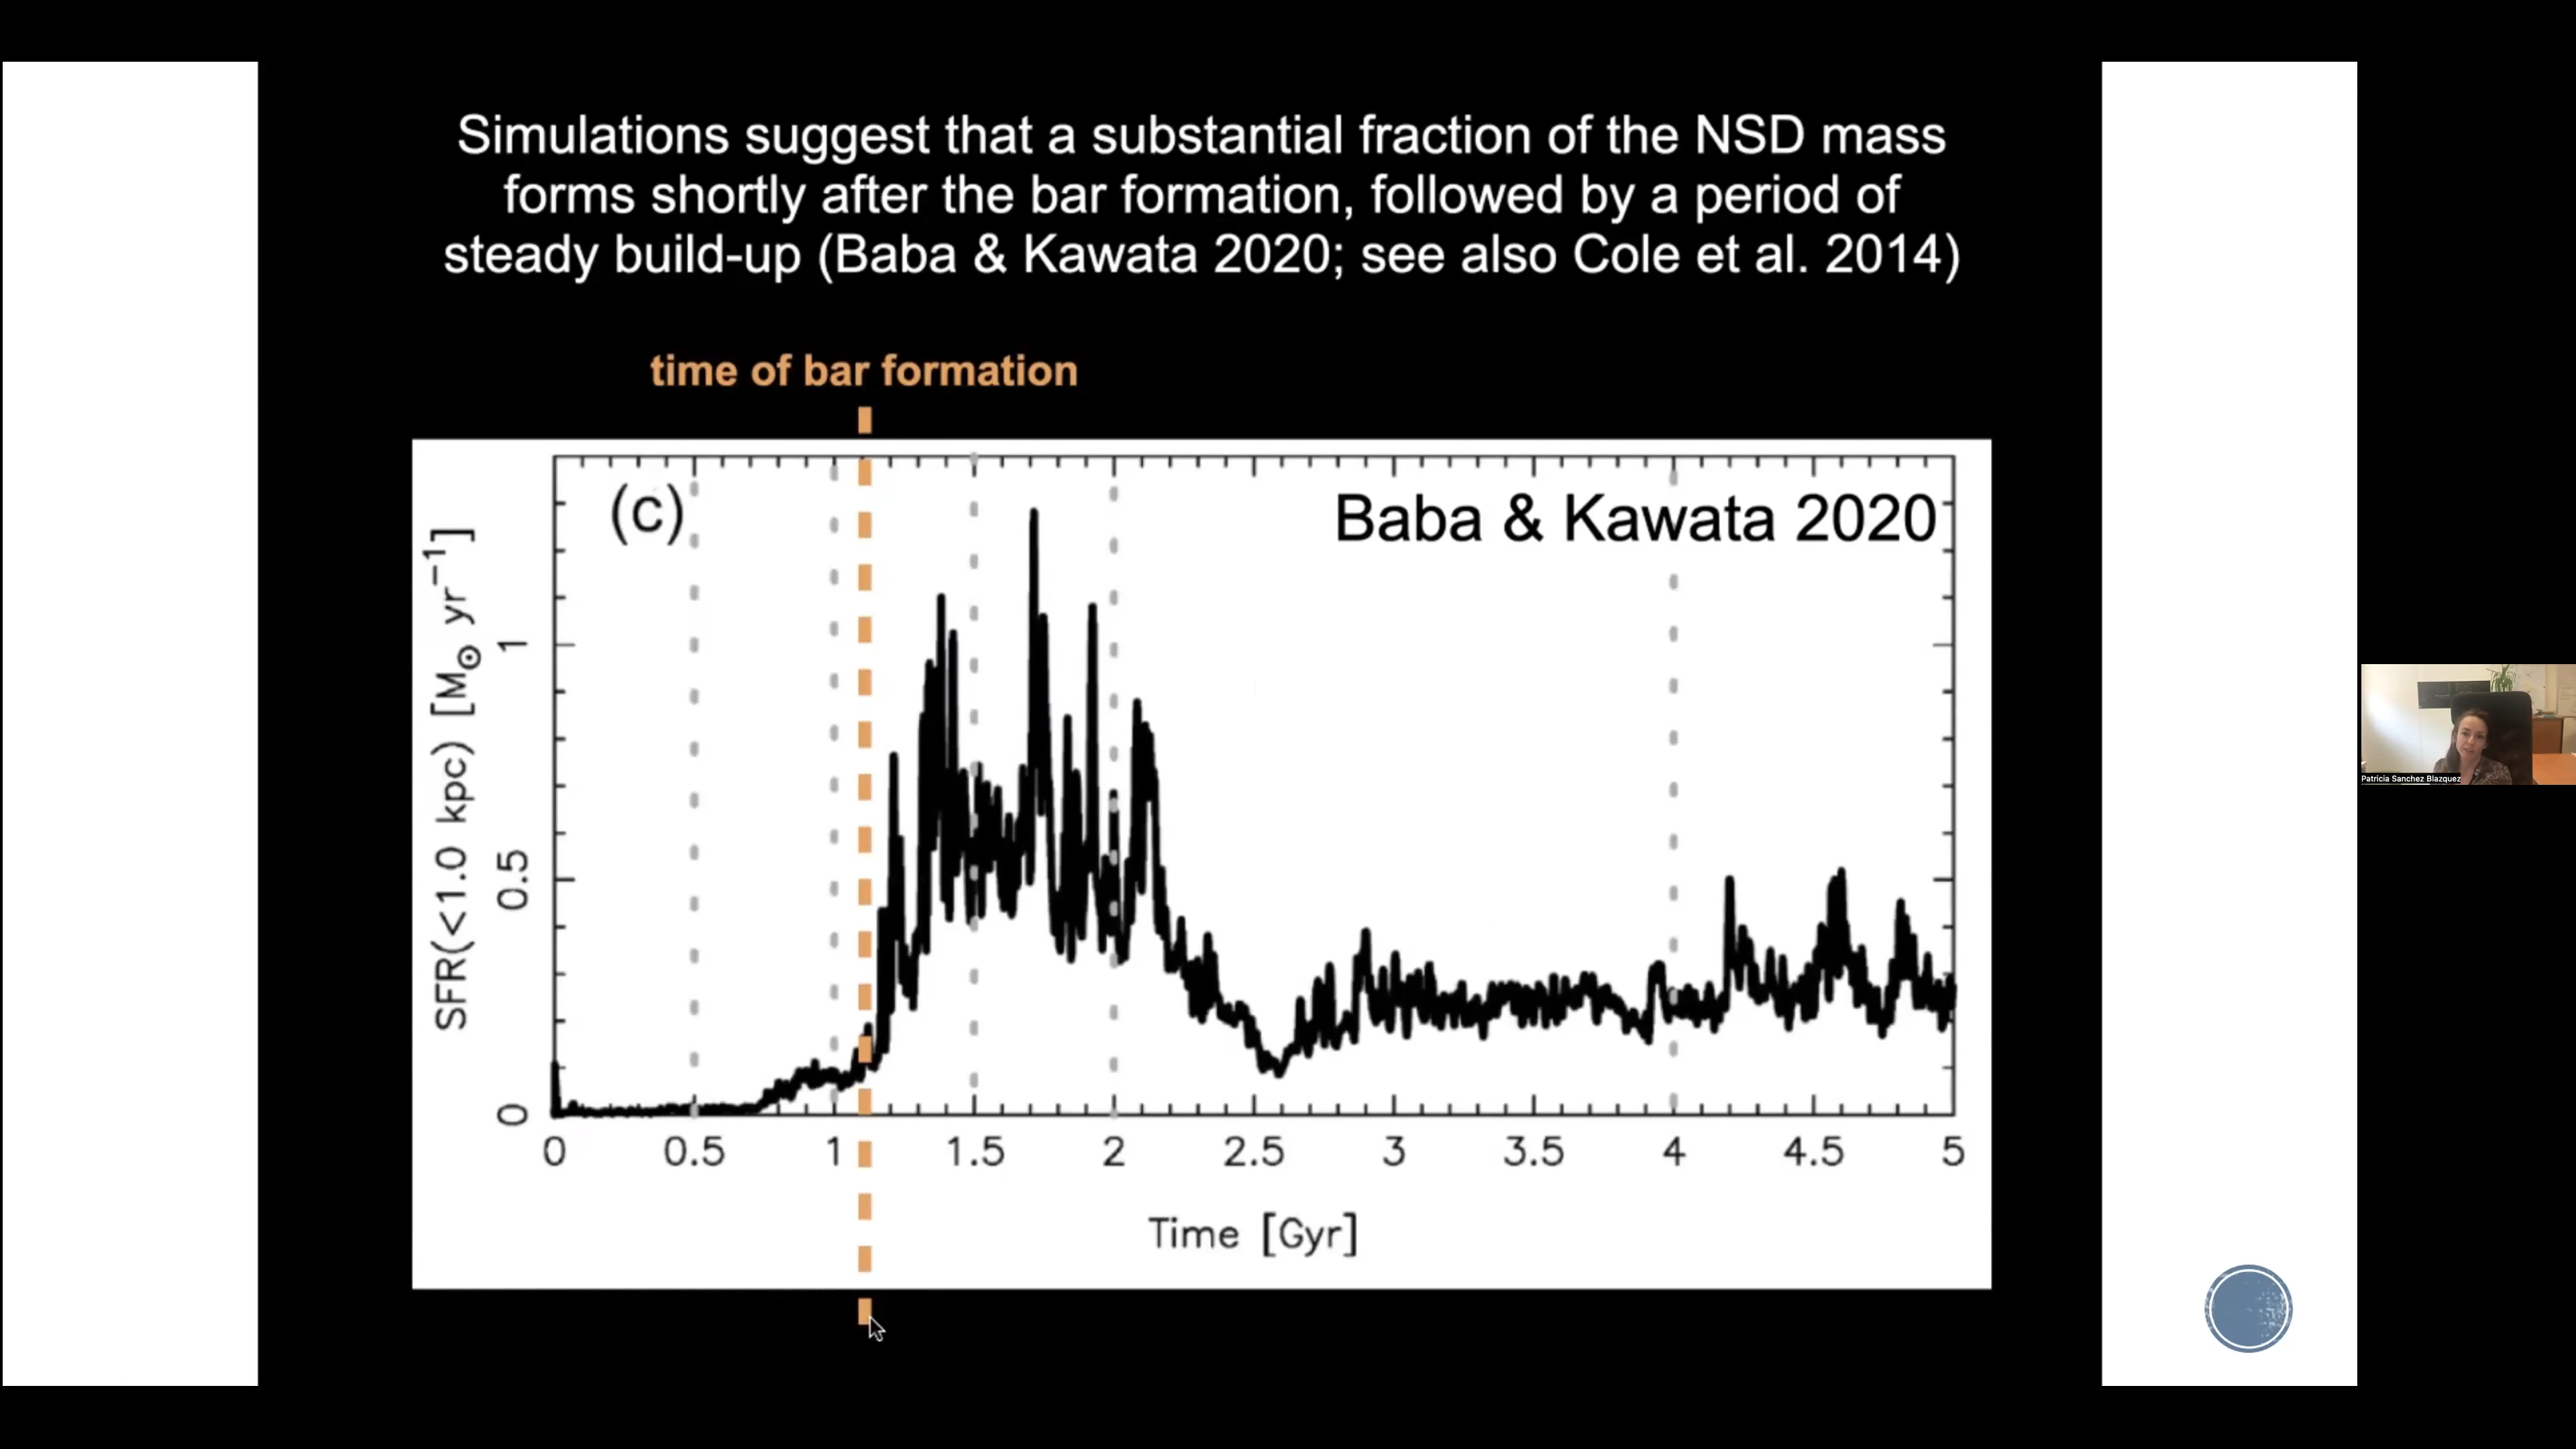 Simulations suggest that a substantial fraction of the NSD mass
forms shortly after the bar formation, followed by a period of
steady build-up (Baba & Kawata 2020; see also Cole et al. 2014)
time of bar formation
(c)
Baba & Kawata 2020
SFR(<1.0 kpc) [M⊙ yr⁻¹]
1
0.5
0
0 0.5 1 1.5 2 2.5 3 3.5 4 4.5 5
Time [Gyr]
Patricia Sanchez Blazquez